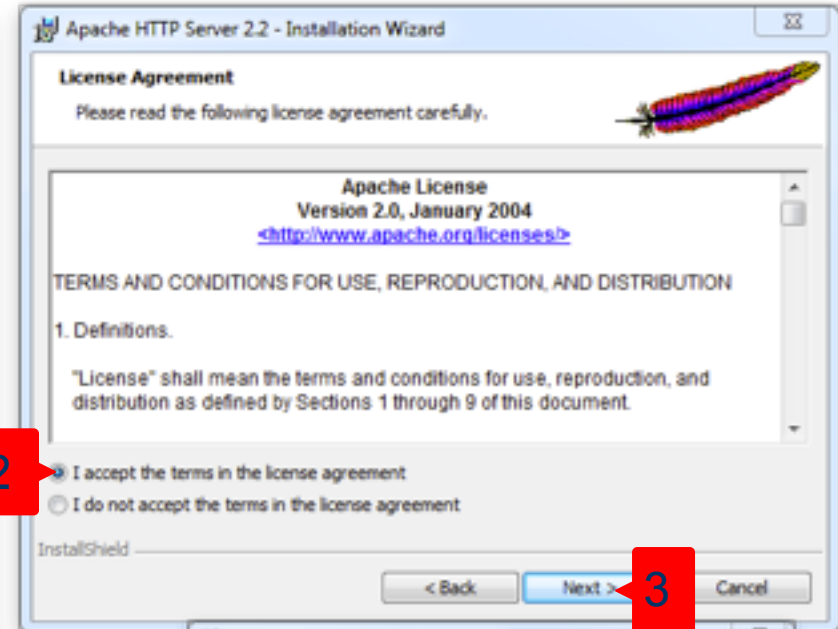 Apache HTTP Server 2.2 - Installation Wizard
License Agreement
Please read the following license agreement carefully.
Apache License
Version 2.0, January 2004
<http://www.apache.org/licenses/>
TERMS AND CONDITIONS FOR USE, REPRODUCTION, AND DISTRIBUTION
1. Definitions.
"License" shall mean the terms and conditions for use, reproduction, and
distribution as defined by Sections 1 through 9 of this document.
2
I accept the terms in the license agreement
I do not accept the terms in the license agreement
InstallShield
< Back
Next >
3
Cancel